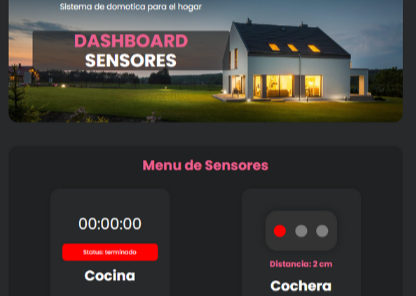 Sistema de domotica para el hogar
DASHBOARD
SENSORES
Menu de Sensores
00:00:00
Status: terminado
Cocina
Distancia: 2 cm
Cochera